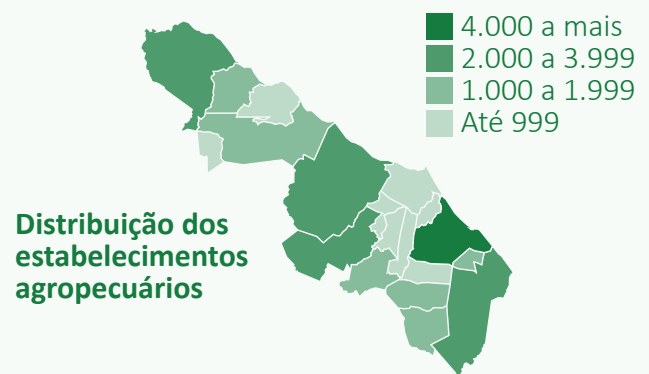 4.000 a mais
2.000 a 3.999
1.000 a 1.999
Até 999
Distribuição dos
estabelecimentos
agropecuários